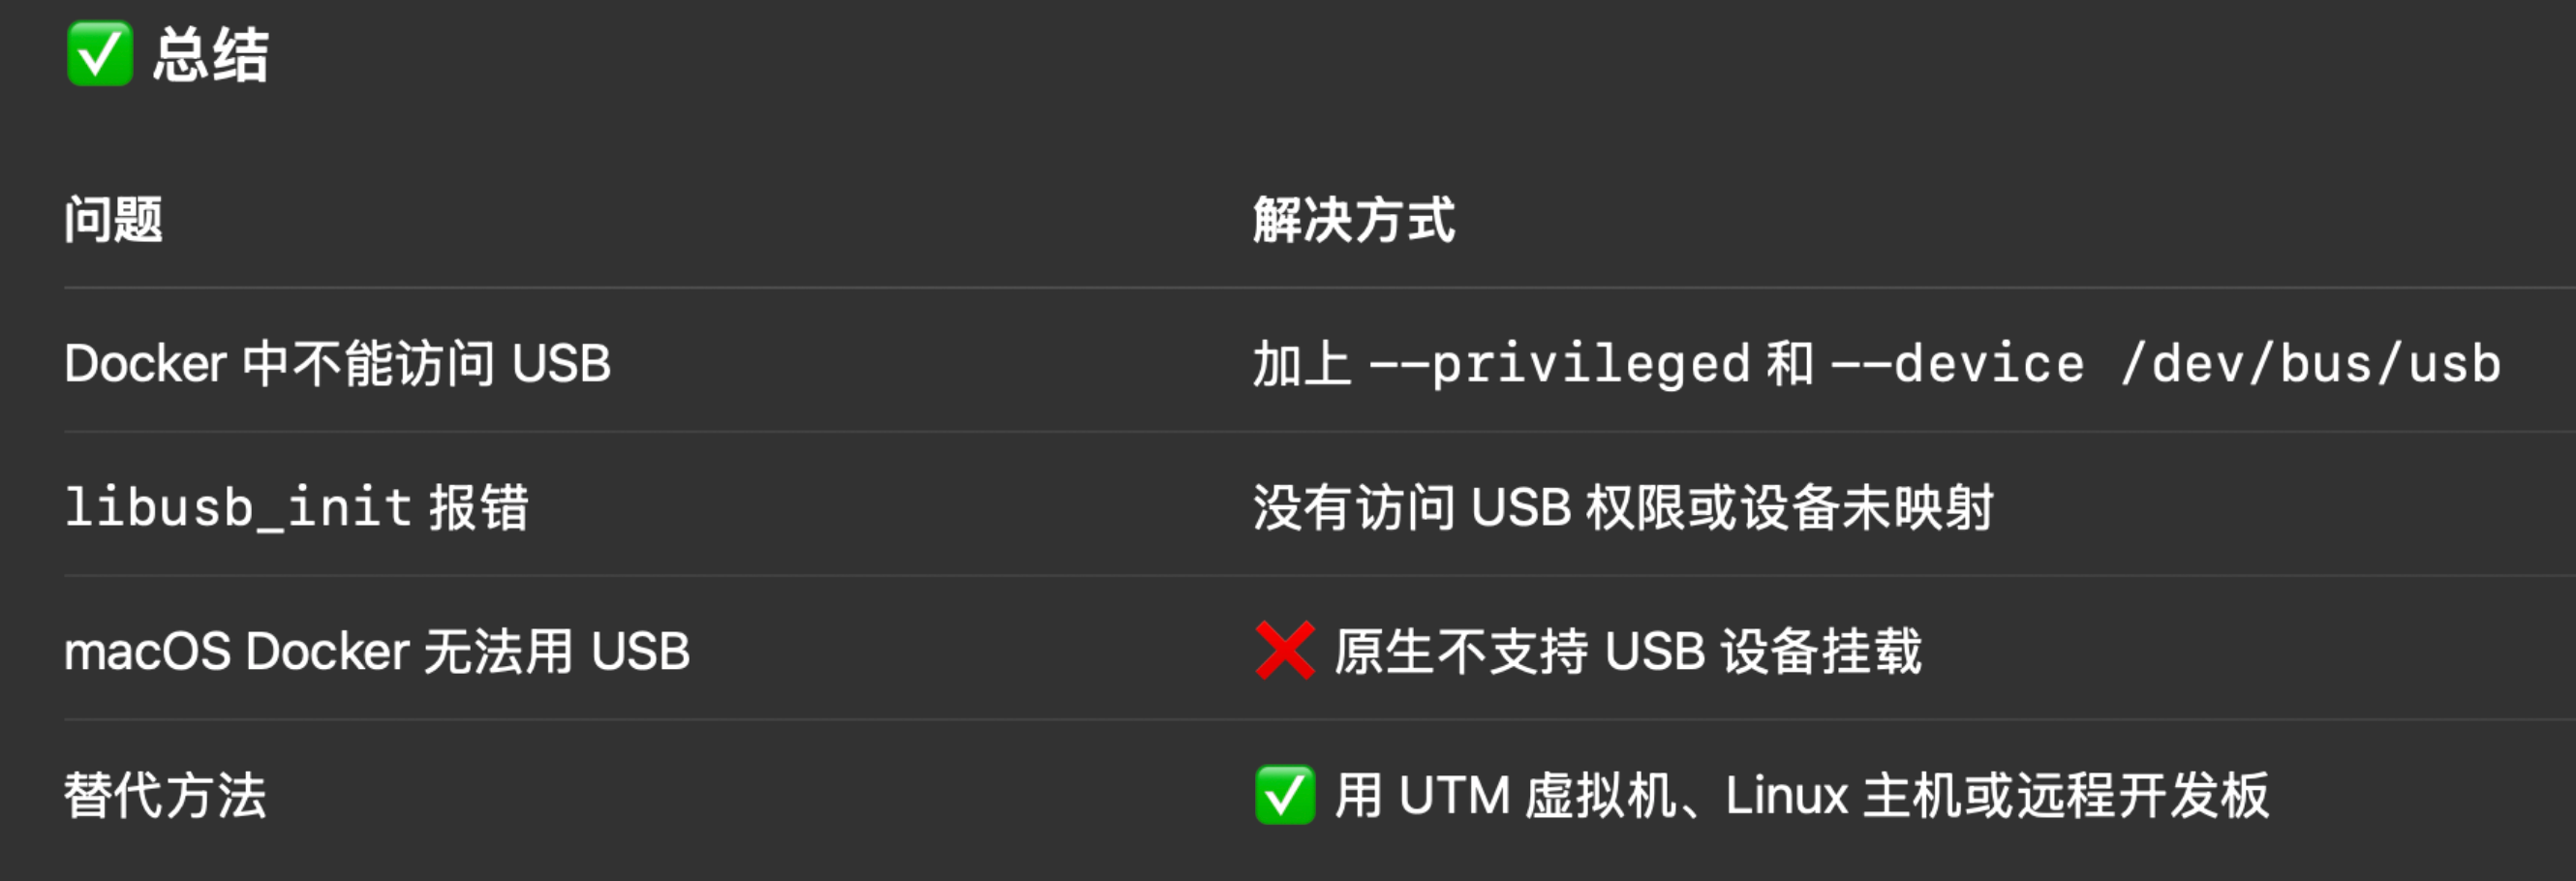 ✅ 总结
问题 解决方式
Docker 中不能访问 USB 加上 --privileged 和 --device /dev/bus/usb
libusb_init 报错 没有访问 USB 权限或设备未映射
macOS Docker 无法用 USB ❌ 原生不支持 USB 设备挂载
替代方法 ✅ 用 UTM 虚拟机、Linux 主机或远程开发板